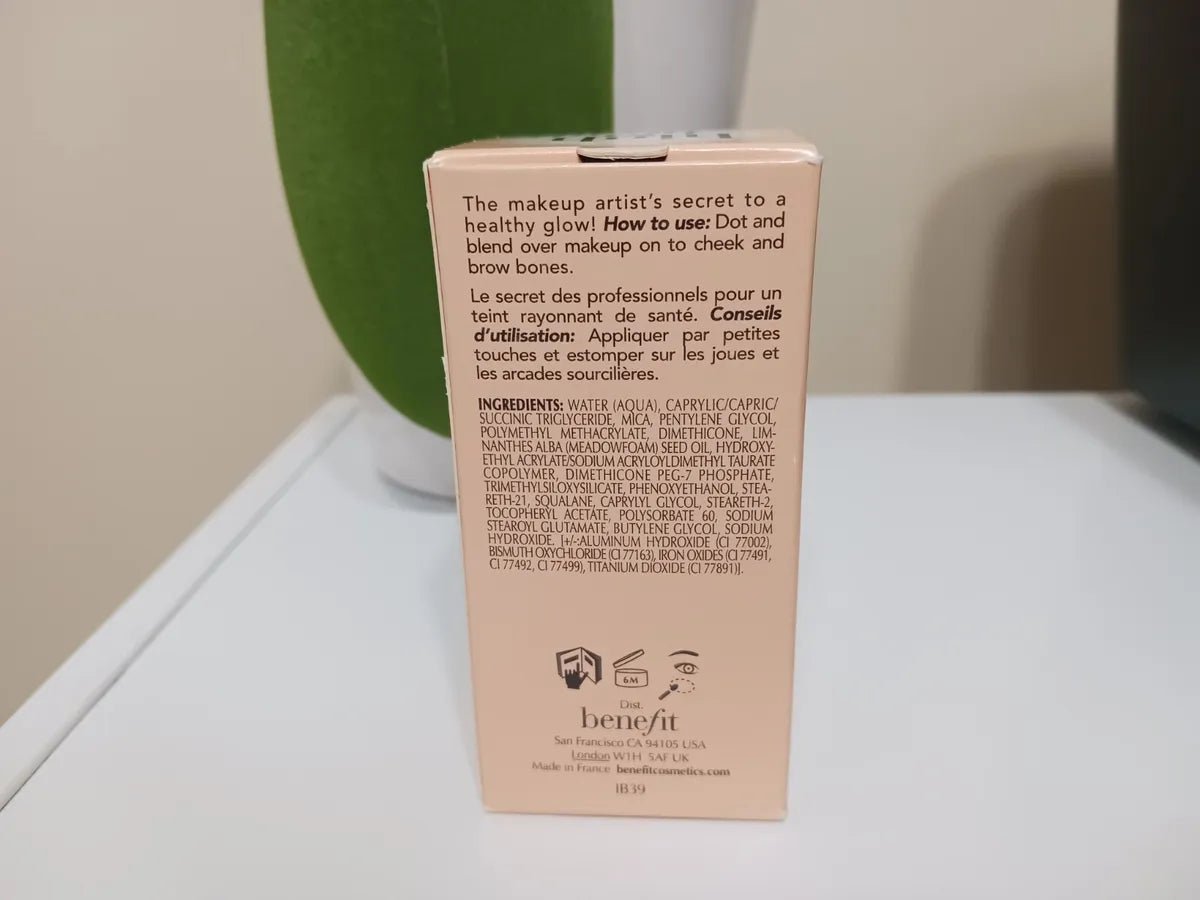 The makeup artist's secret to a
healthy glow! How to use: Dot and
blend over makeup on to cheek and
brow bones.
Le secret des professionnels pour un
teint rayonnant de santé. Conseils
d'utilisation: Appliquer par petites
touches et estomper sur les joues et
les arcades sourcilières.
INGREDIENTS: WATER (AQUA), CAPRYLIC/CAPRIC/
SUCCINIC TRIGLYCERIDE, MICA, PENTYLENE GLYCOL,
POLYMETHYL METHACRYLATE, DIMETHICONE, LIM-
NANTHES ALBA (MEADOWFOAM) SEED OIL, HYDROXY-
ETHYL ACRYLATE/SODIUM ACRYLOYLDIMETHYL TAURATE
COPOLYMER, DIMETHICONE PEG-7 PHOSPHATE,
TRIMETHYLSILOXYSILICATE, PHENOXYETHANOL, STEA-
RETH-21, SQUALANE, CAPRYLYL GLYCOL, STEARETH-2,
TOCOPHERYL ACETATE, POLYSORBATE 60, SODIUM
STEAROYL GLUTAMATE, BUTYLENE GLYCOL, SODIUM
HYDROXIDE. [+/-:ALUMINUM HYDROXIDE (CI 77002),
BISMUTH OXYCHLORIDE (CI 77163), IRON OXIDES (CI 77491,
CI 77492, CI 77499), TITANIUM DIOXIDE (CI 77891)].
6M
Dist.
benefit
San Francisco CA 94105 USA
London W1H 5AF UK
Made in France benefitcosmetics.com
IB39